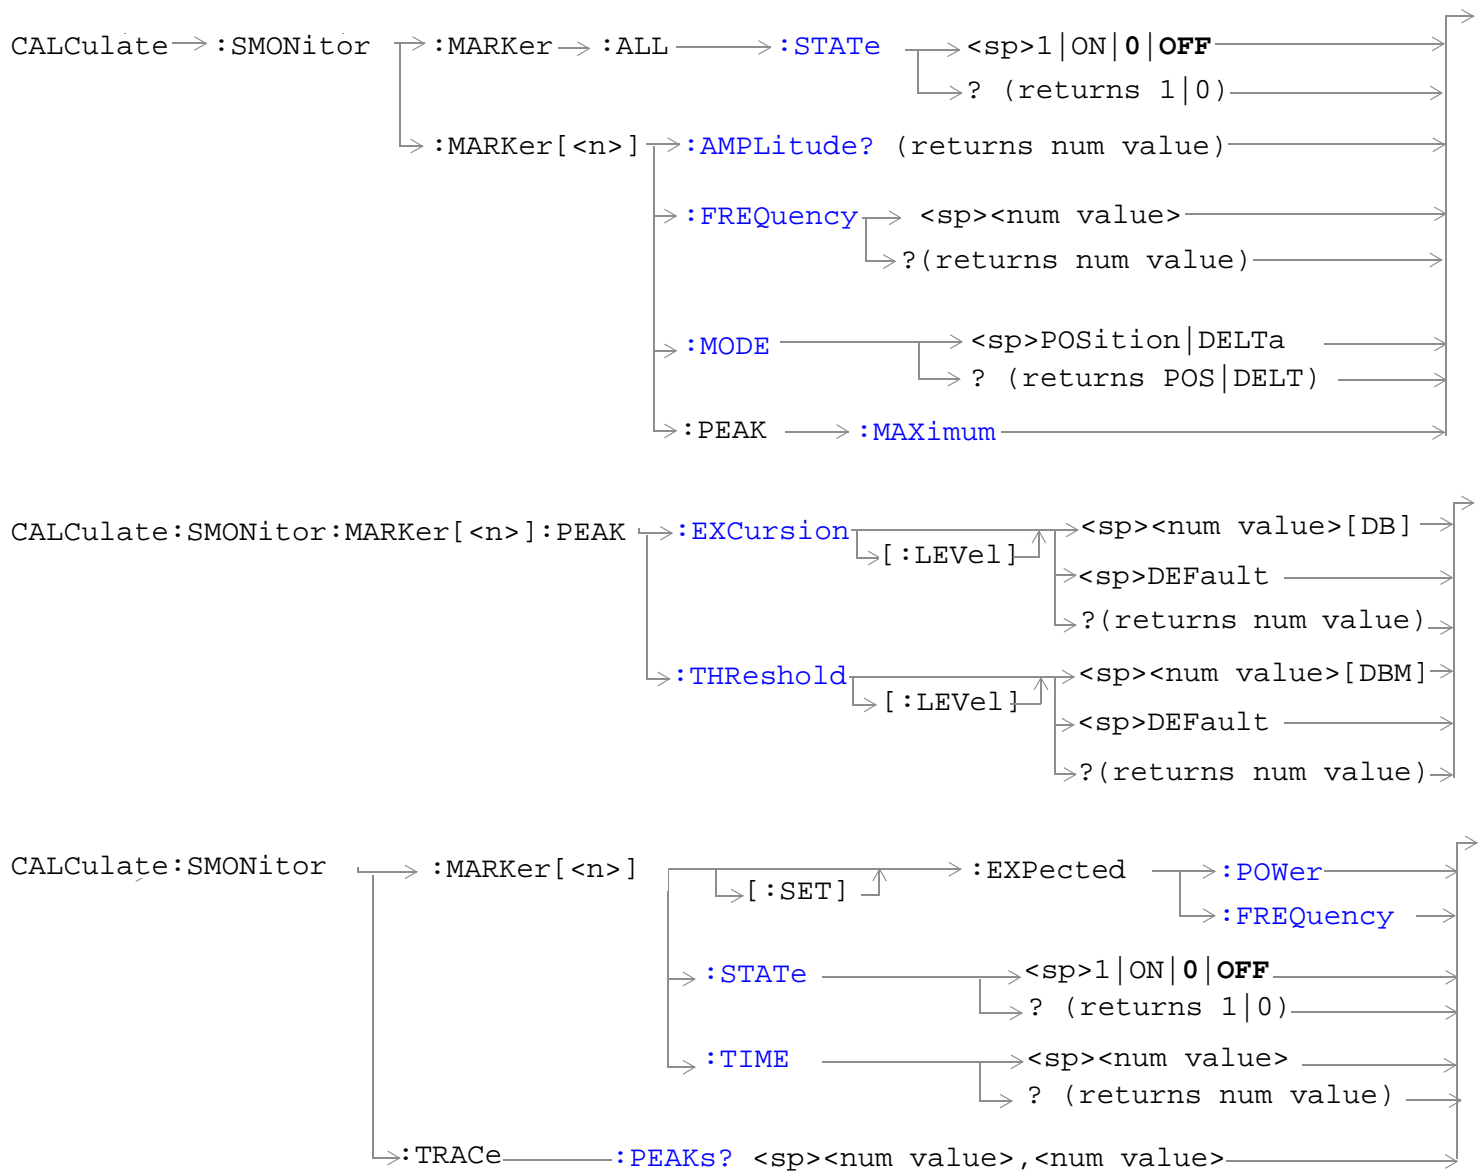 CALCulate :SMONitor :MARKer :ALL :STATe <sp>1|ON|0|OFF
? (returns 1|0)
:MARKer[<n>] :AMPLitude? (returns num value)
:FREQuency <sp><num value>
?(returns num value)
:MODE <sp>POSition|DELTa
? (returns POS|DELT)
:PEAK :MAXimum
CALCulate:SMONitor:MARKer[<n>]:PEAK :EXCursion <sp><num value>[DB]
[:LEVel]
<sp>DEFault
?(returns num value)
:THReshold <sp><num value>[DBM]
[:LEVel]
<sp>DEFault
?(returns num value)
CALCulate:SMONitor :MARKer[<n>] :EXPected :POWer
[:SET]
:FREQuency
:STATe <sp>1|ON|0|OFF
? (returns 1|0)
:TIME <sp><num value>
? (returns num value)
:TRACe :PEAKs? <sp><num value>,<num value>